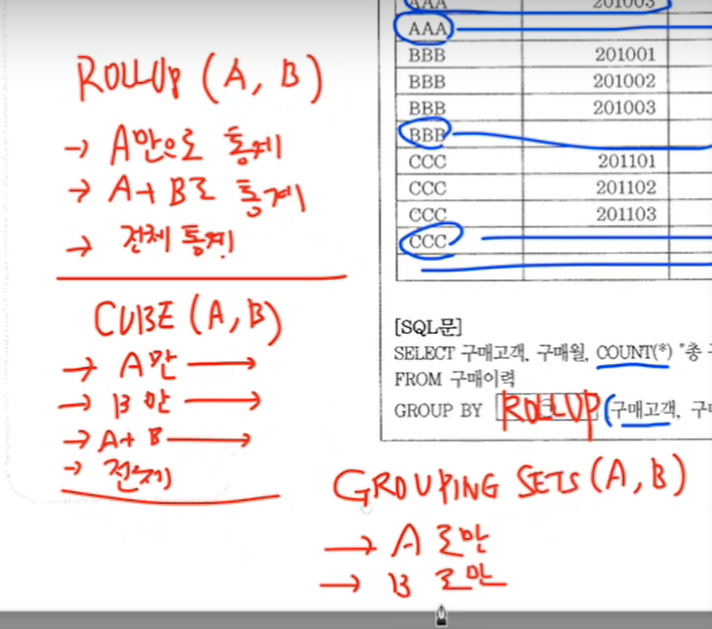 ROLLUP (A, B)
→ A만으로 통계
→ A+B로 통계
→ 전체 통계
CUBE (A,B)
→ A만 →
→ B만 →
→ A+B →
→ 전체
AAA 201003
AAA
BBB 201001
BBB 201002
BBB 201003
BBB
CCC 201101
CCC 201102
CCC 201103
CCC
[SQL문]
SELECT 구매고객, 구매월, COUNT(*) "총
FROM 구매이력
GROUP BY ROLLUP (구매고객, 구매
GROUPING SETS (A, B)
→ A로만
→ B로만